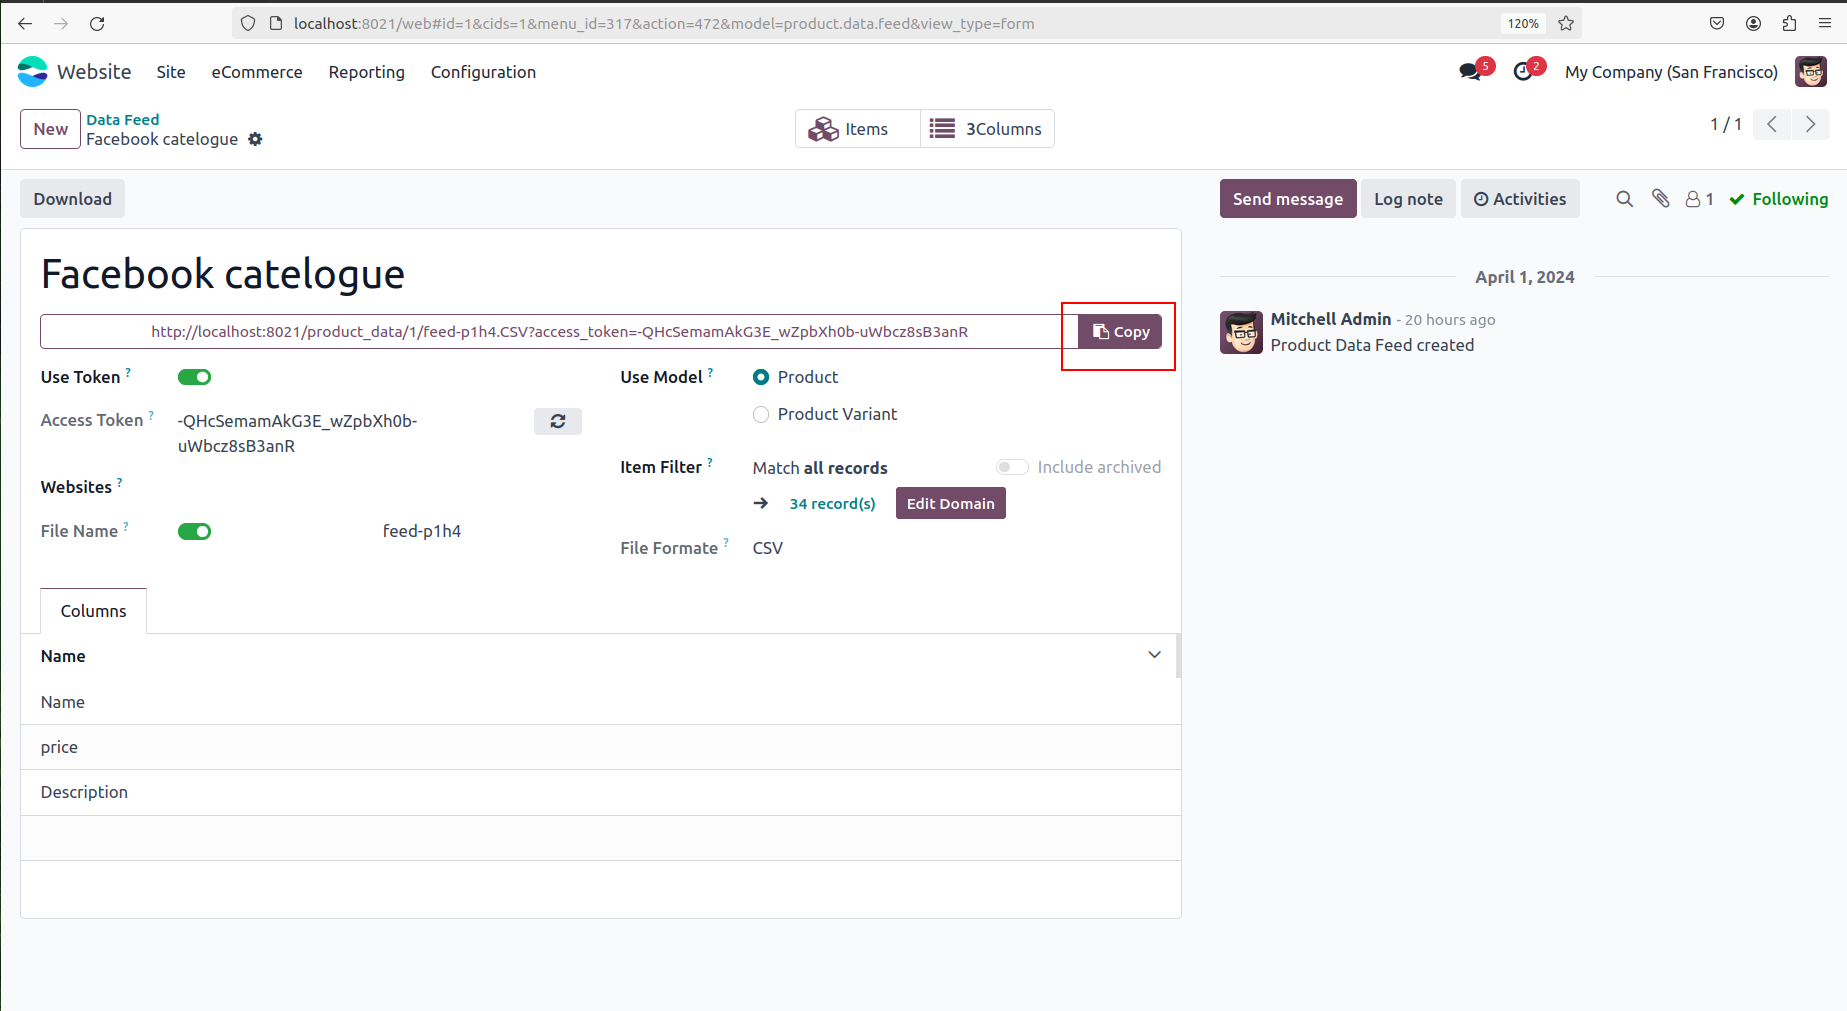 localhost:8021/web#id=1&cids=1&menu_id=317&action=472&model=product.data.feed&view_type=form 120%
Website Site eCommerce Reporting Configuration 5 2 My Company (San Francisco)
New Data Feed
Facebook catelogue
Items 3Columns
1 / 1
Download
Send message Log note Activities 1 Following
Facebook catelogue
April 1, 2024
http://localhost:8021/product_data/1/feed-p1h4.CSV?access_token=-QHcSemamAkG3E_wZpbXh0b-uWbcz8sB3anR Copy
Mitchell Admin - 20 hours ago
Product Data Feed created
Use Token ?
Access Token ? -QHcSemamAkG3E_wZpbXh0b-
uWbcz8sB3anR
Websites ?
File Name ? feed-p1h4
Use Model ? Product
Product Variant
Item Filter ? Match all records Include archived
34 record(s) Edit Domain
File Formate ? CSV
Columns
Name
Name
price
Description